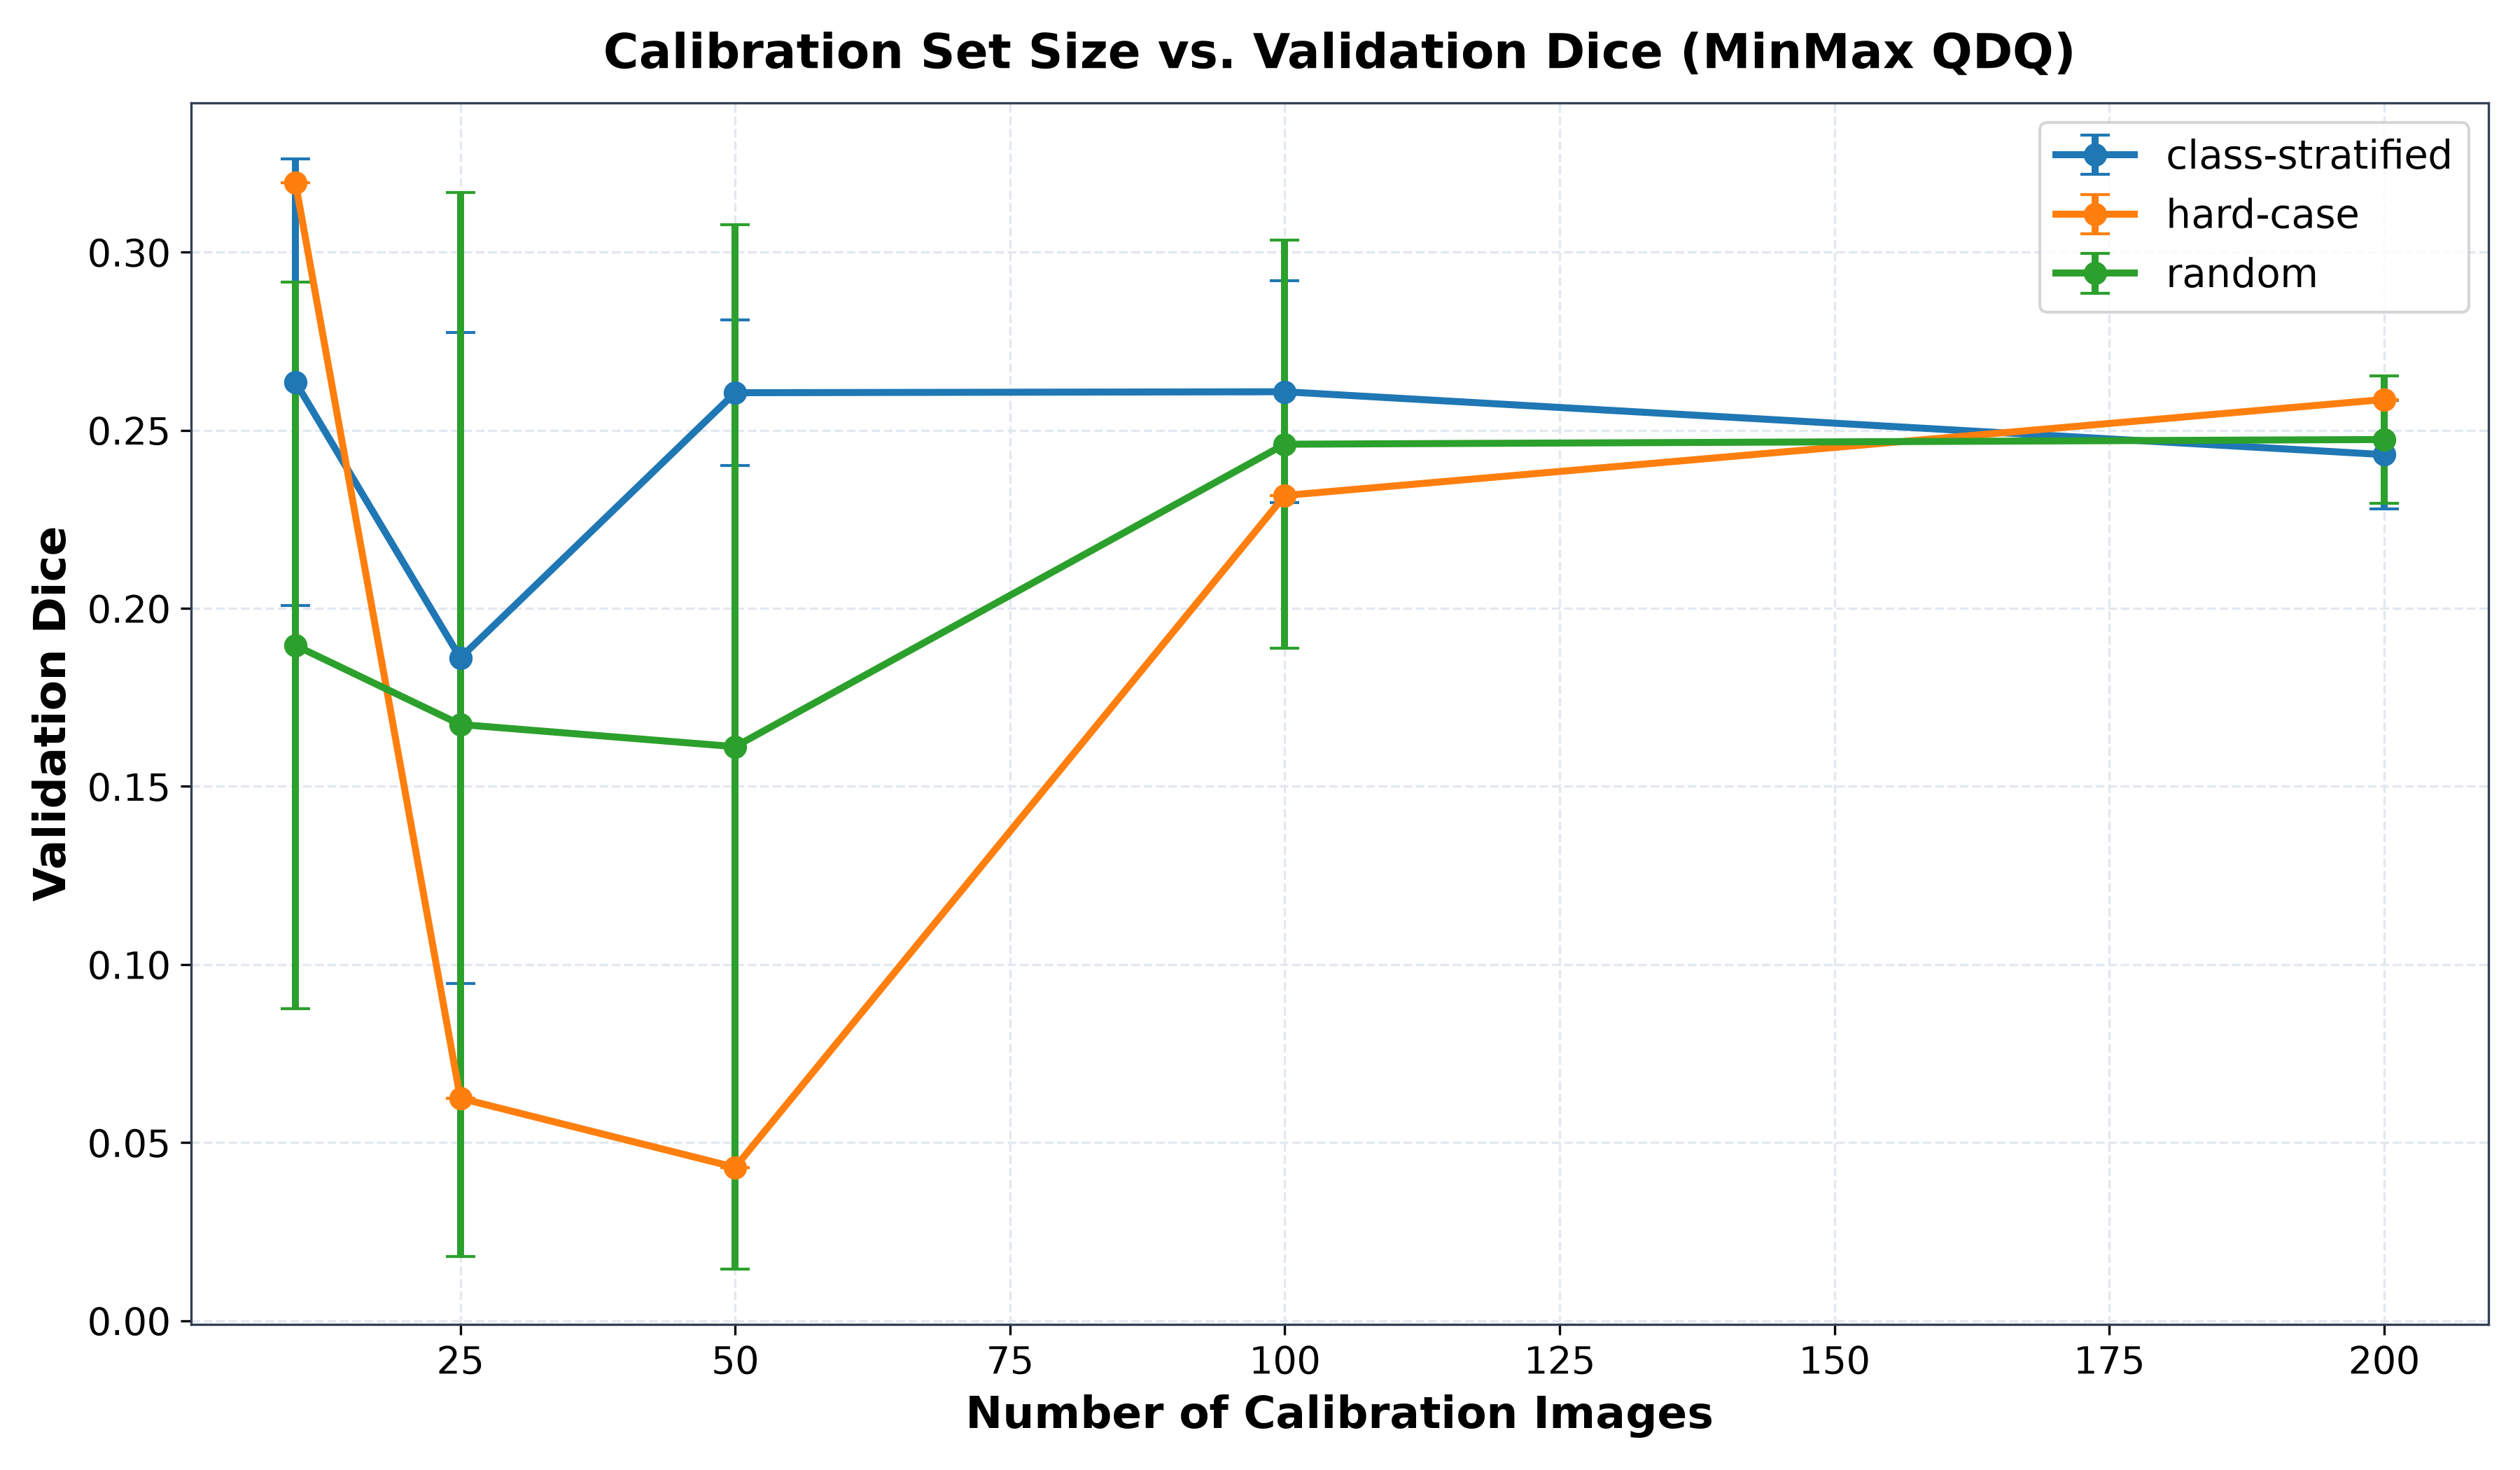 Calibration Set Size vs. Validation Dice (MinMax QDQ)
class-stratified
hard-case
random
Validation Dice
0.30
0.25
0.20
0.15
0.10
0.05
0.00
25 50 75 100 125 150 175 200
Number of Calibration Images